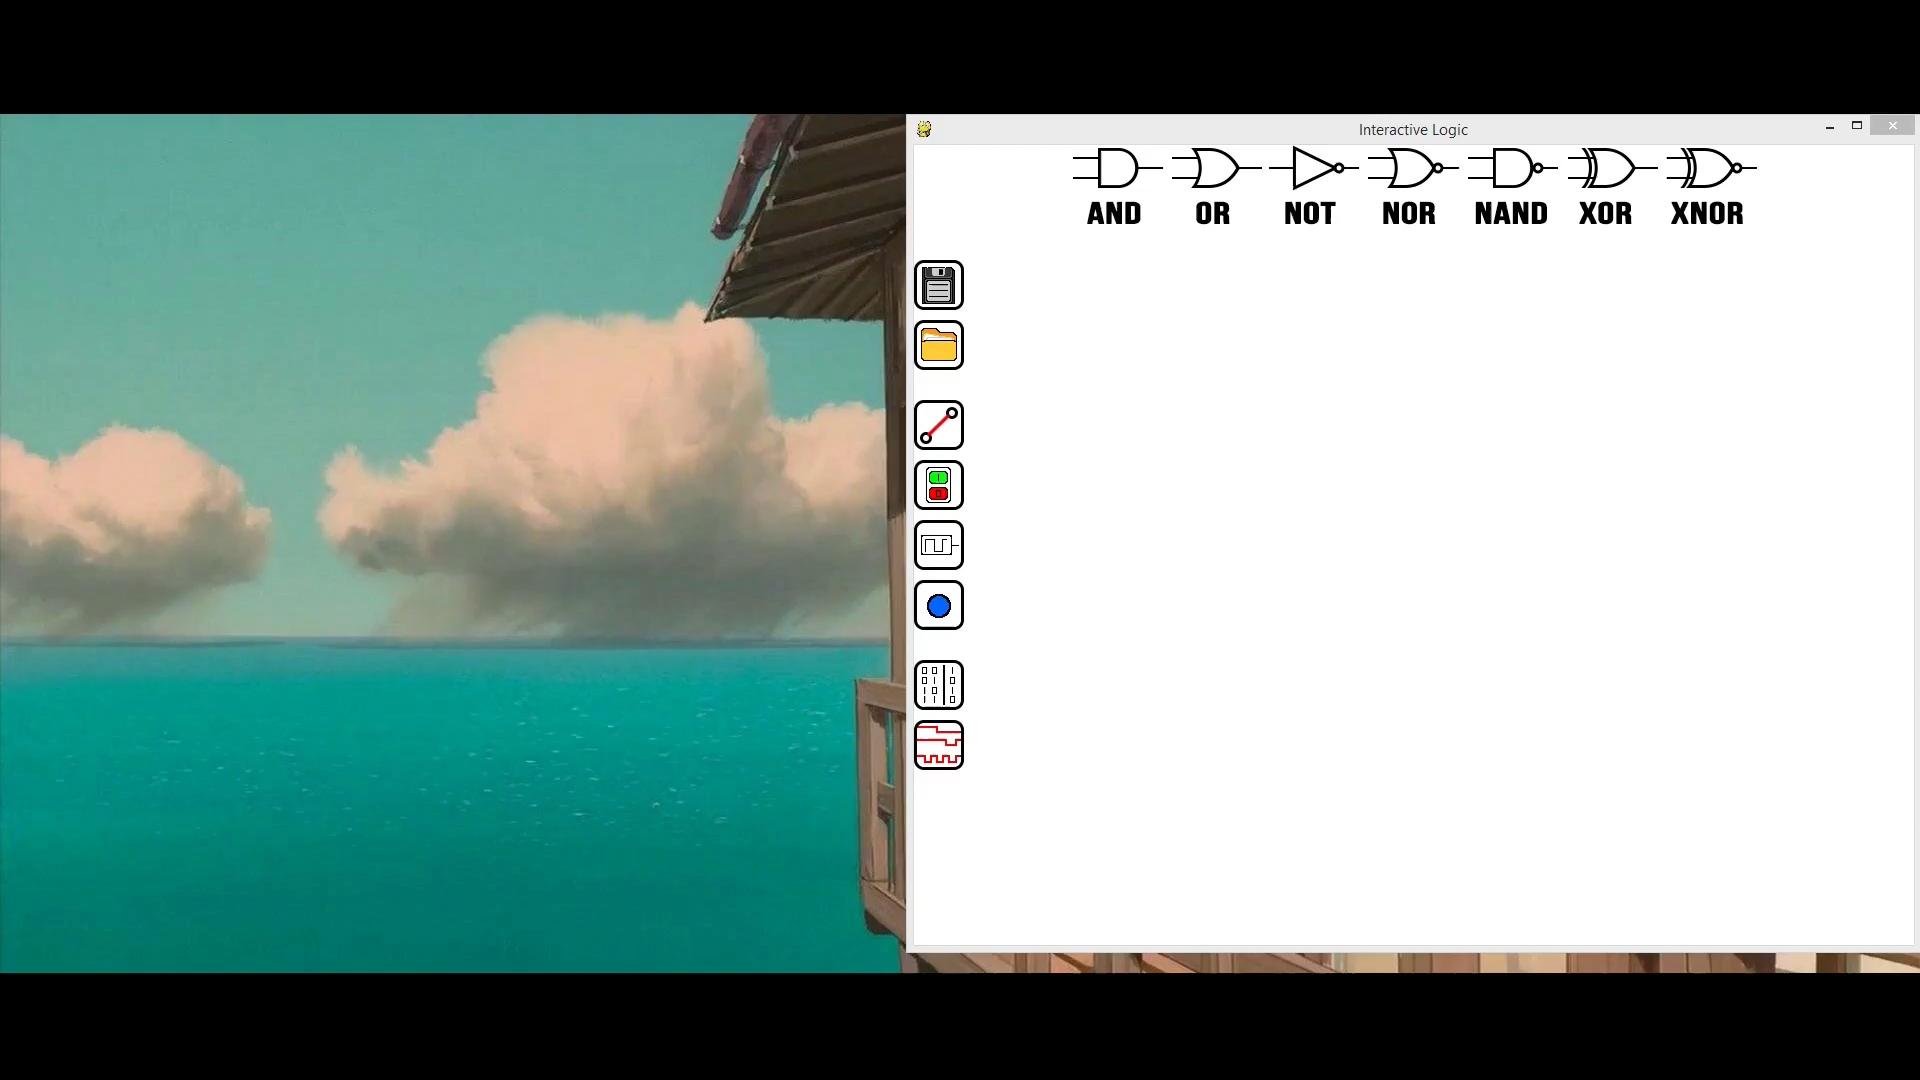 Interactive Logic
AND OR NOT NOR NAND XOR XNOR